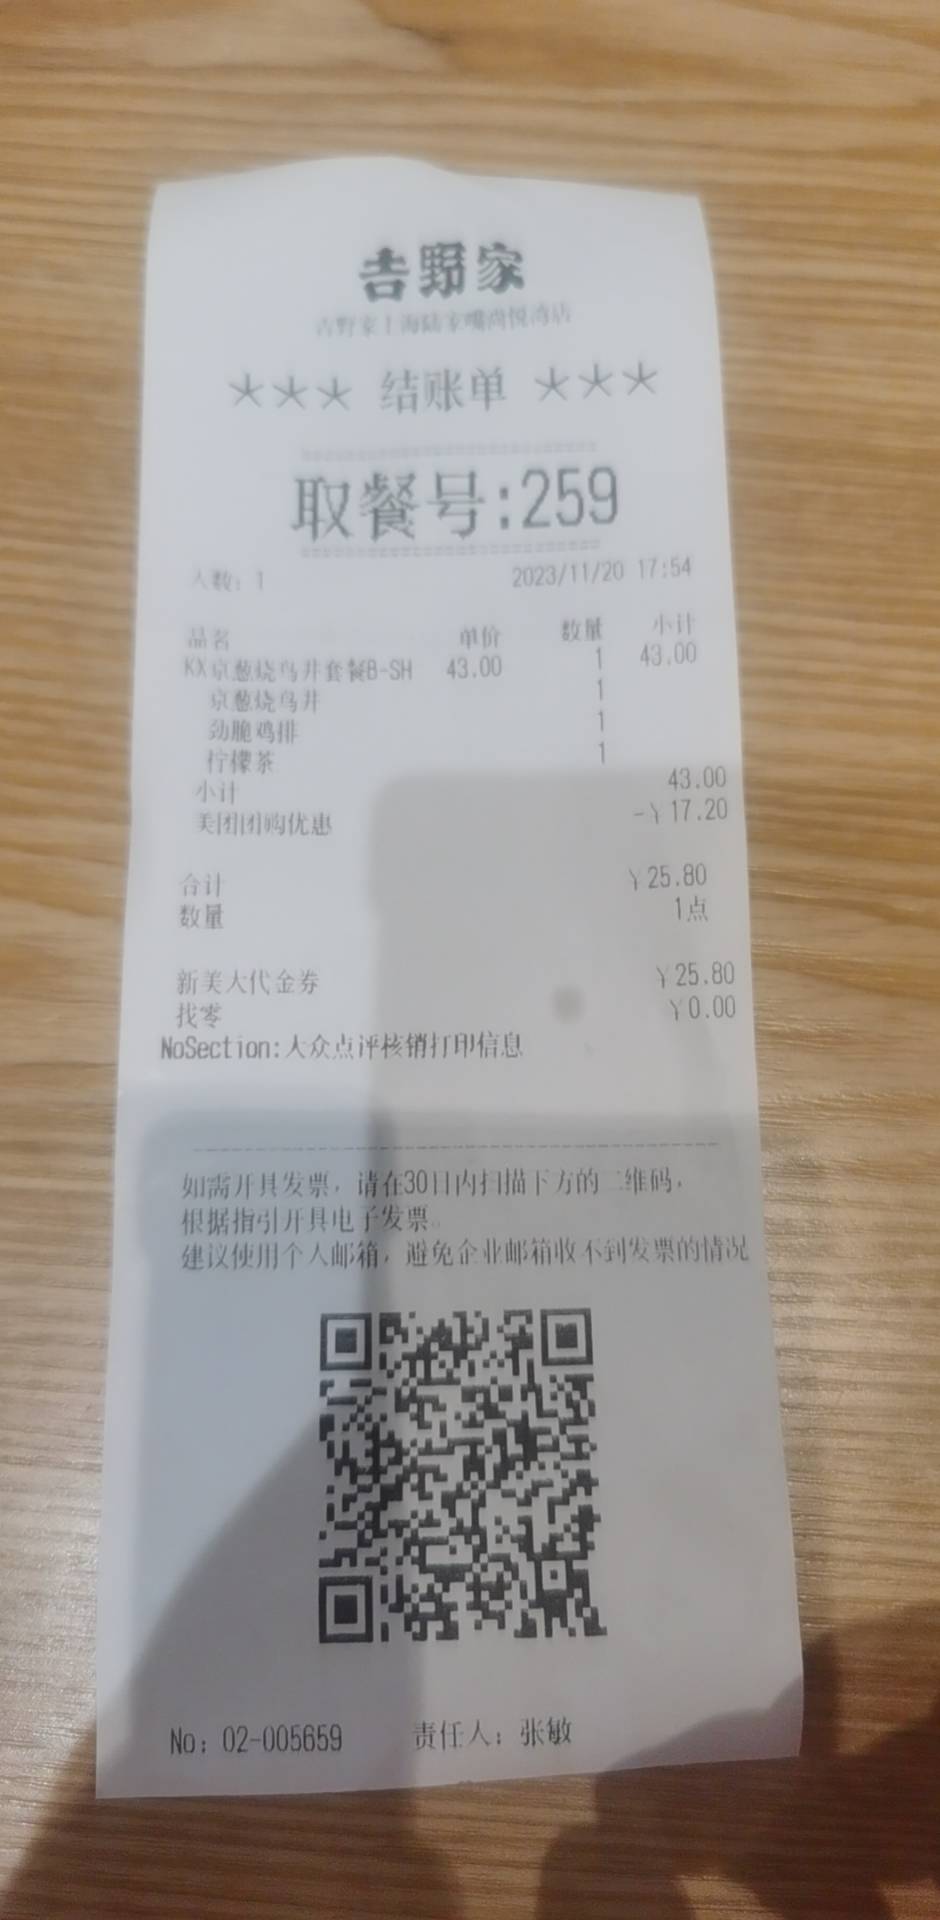 吉野家
吉野家上海陆家嘴尚悦湾店
*** 结账单 ***
取餐号:259
人数: 1 2023/11/20 17:54
品名 单价 数量 小计
KX京葱烧鸟丼套餐B-SH 43.00 1 43.00
京葱烧鸟丼 1
劲脆鸡排 1
柠檬茶 1
小计 43.00
美团团购优惠 -¥17.20
合计 ¥25.80
数量 1点
新美大代金券 ¥25.80
找零 ¥0.00
NoSection:大众点评核销打印信息
如需开具发票，请在30日内扫描下方的二维码，
根据指引开具电子发票。
建议使用个人邮箱，避免企业邮箱收不到发票的情况
No: 02-005659 责任人: 张敏